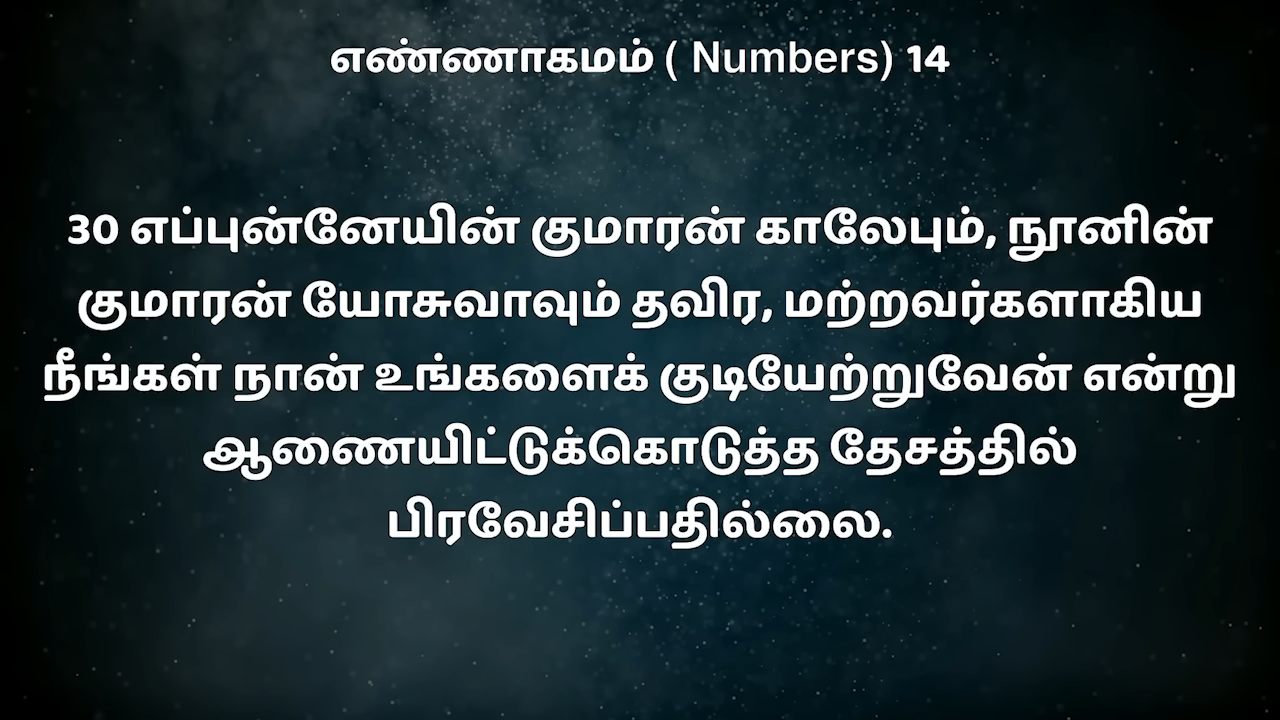 எண்ணாகமம் ( Numbers) 14
30 எப்புன்னேயின் குமாரன் காலேபும், நூனின்
குமாரன் யோசுவாவும் தவிர, மற்றவர்களாகிய
நீங்கள் நான் உங்களைக் குடியேற்றுவேன் என்று
ஆணையிட்டுக்கொடுத்த தேசத்தில்
பிரவேசிப்பதில்லை.